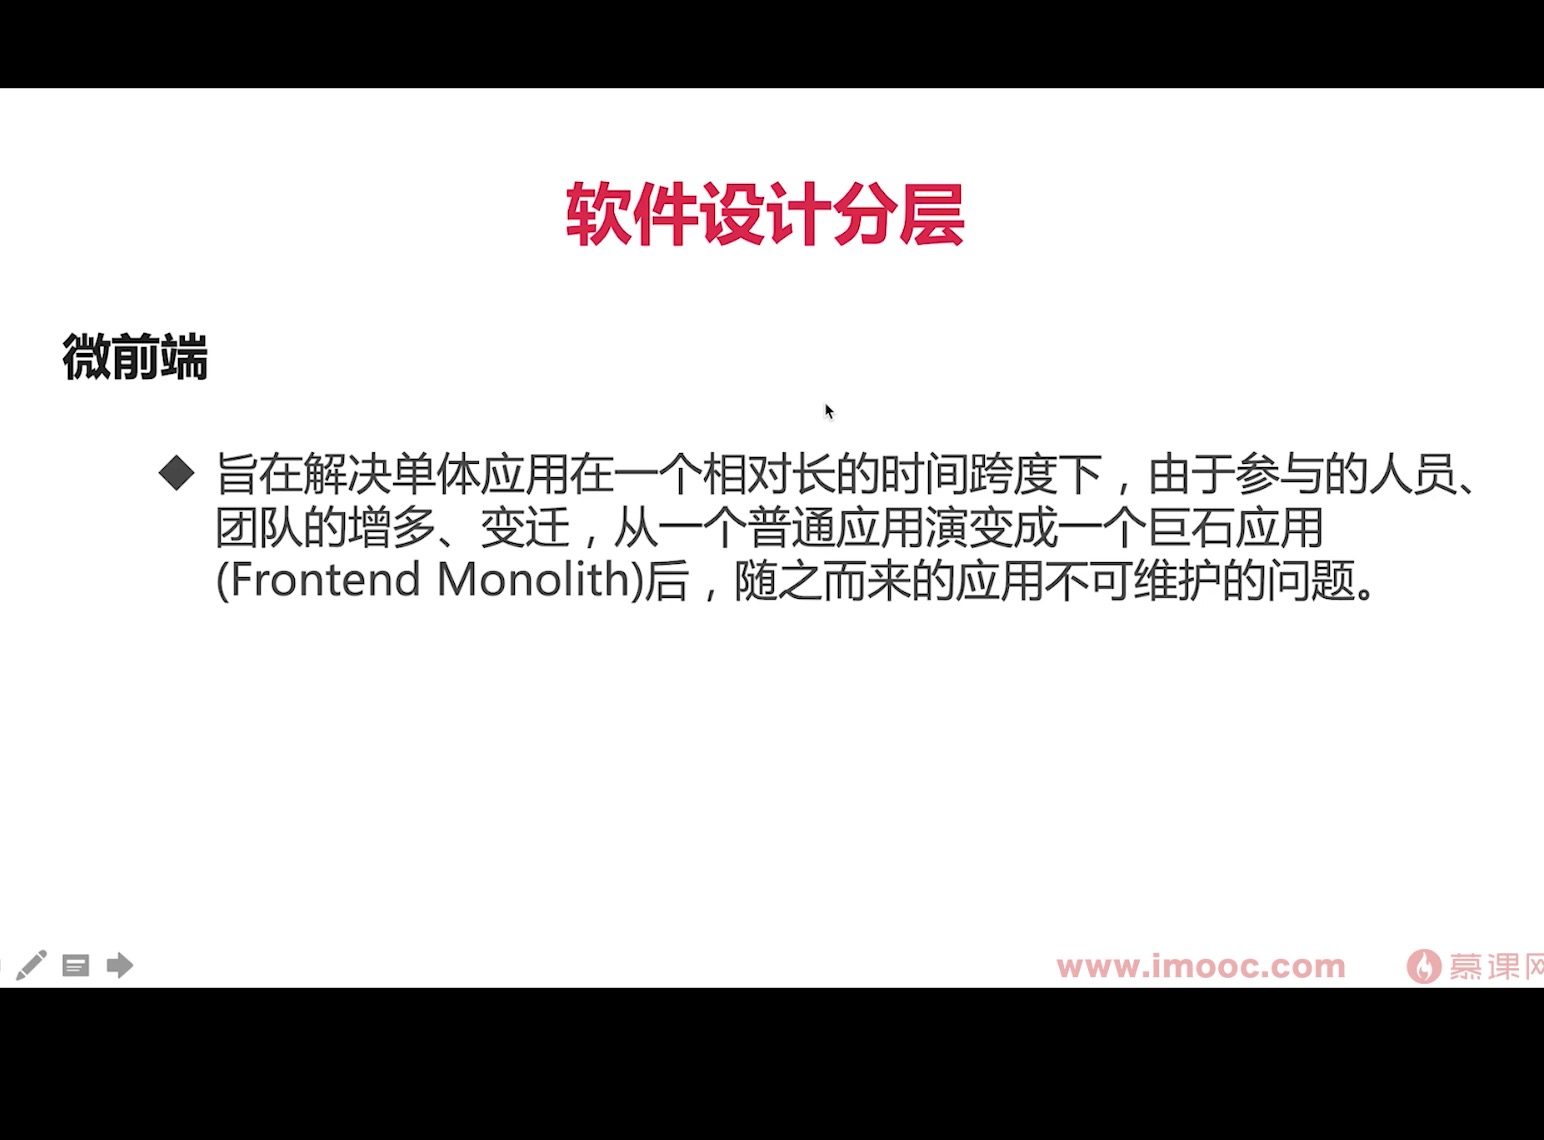 软件设计分层
微前端
旨在解决单体应用在一个相对长的时间跨度下，由于参与的人员、
团队的增多、变迁，从一个普通应用演变成一个巨石应用
(Frontend Monolith)后，随之而来的应用不可维护的问题。
www.imooc.com 慕课网